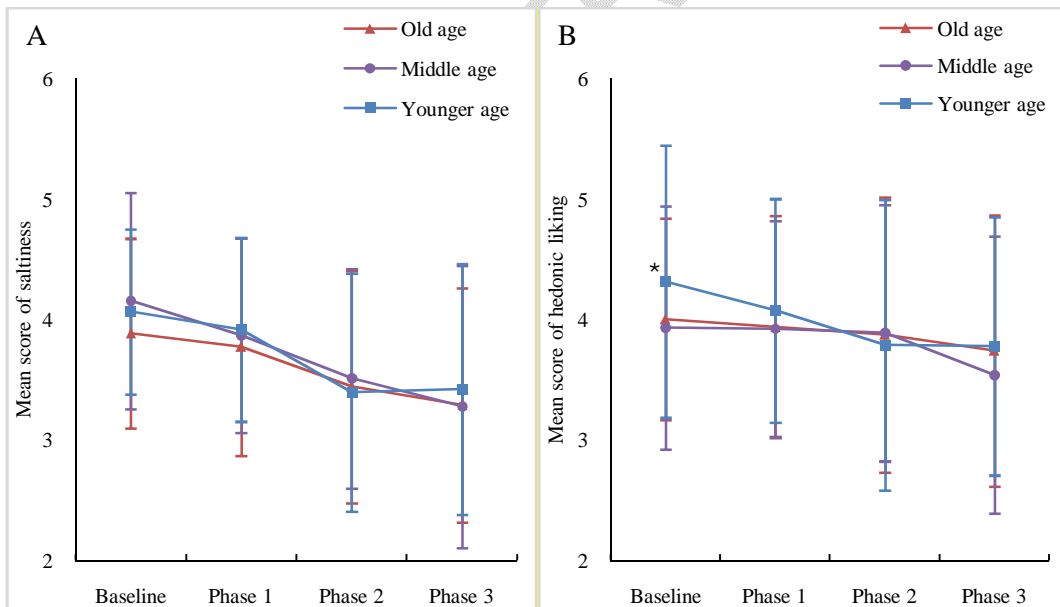 A
Old age
Middle age
Younger age
Mean score of saltiness
6
5
4
3
2
Baseline
Phase 1
Phase 2
Phase 3
B
Old age
Middle age
Younger age
Mean score of hedonic liking
6
5
4
3
2
*
Baseline
Phase 1
Phase 2
Phase 3